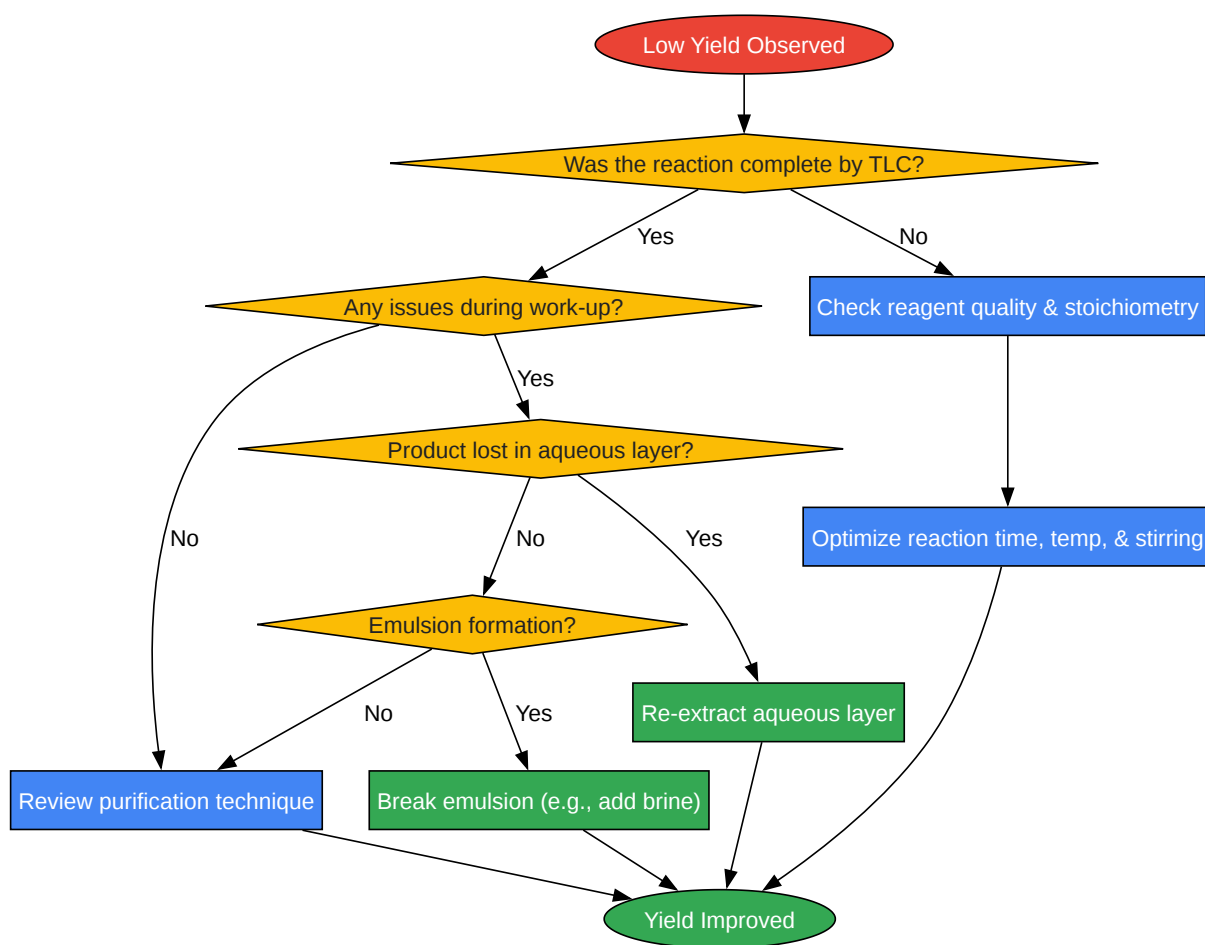 Low Yield Observed
Was the reaction complete by TLC?
Yes
No
Any issues during work-up?
Check reagent quality & stoichiometry
Yes
Product lost in aqueous layer?
No
No
Yes
Optimize reaction time, temp, & stirring
Emulsion formation?
No
Yes
Re-extract aqueous layer
Review purification technique
Break emulsion (e.g., add brine)
Yield Improved